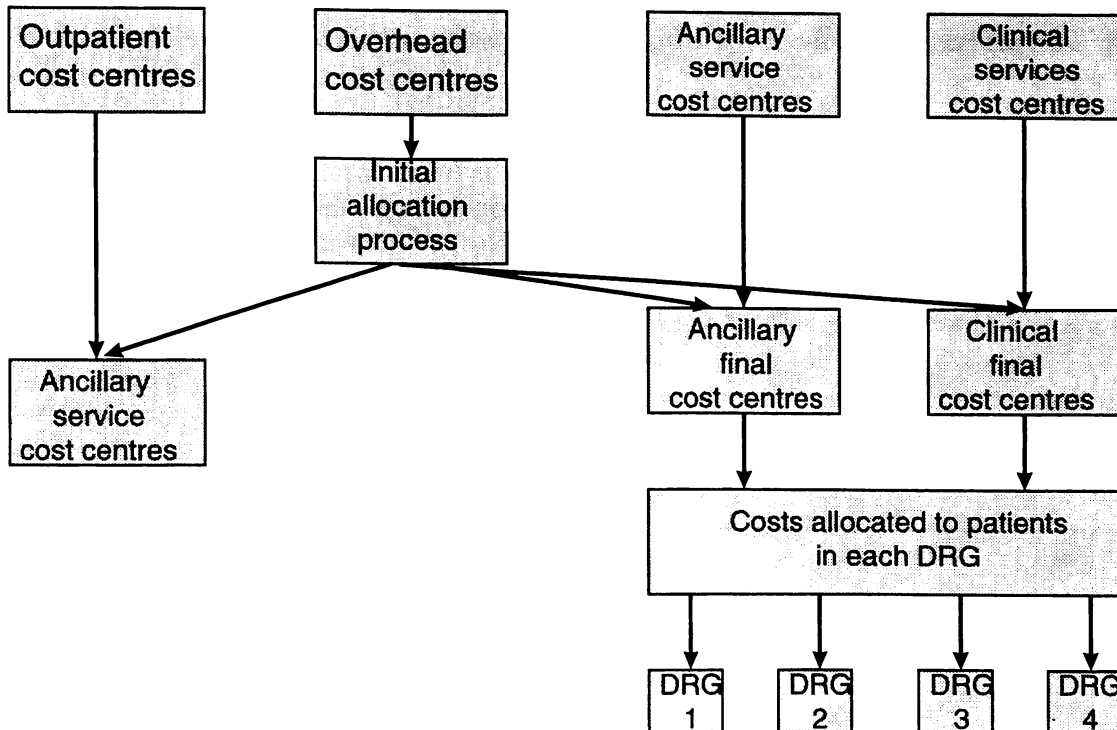 Outpatient
cost centres
Overhead
cost centres
Ancillary
service
cost centres
Clinical
services
cost centres
Initial
allocation
process
Ancillary
service
cost centres
Ancillary
final
cost centres
Clinical
final
cost centres
Costs allocated to patients
in each DRG
DRG
1
DRG
2
DRG
3
DRG
4